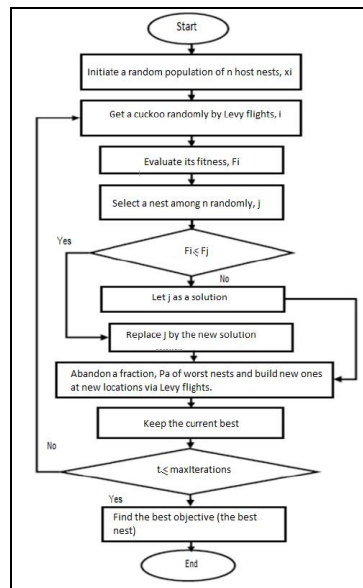 Start
Initiate a random population of n host nests, xi
Get a cuckoo randomly by Levy flights, i
Evaluate its fitness, Fi
Select a nest among n randomly, j
Yes
Fi≤Fj
No
Let j as a solution
Replace j by the new solution
Abandon a fraction, Pa of worst nests and build new ones
at new locations via Levy flights.
Keep the current best
No
t≤maxIterations
Yes
Find the best objective (the best
nest)
End